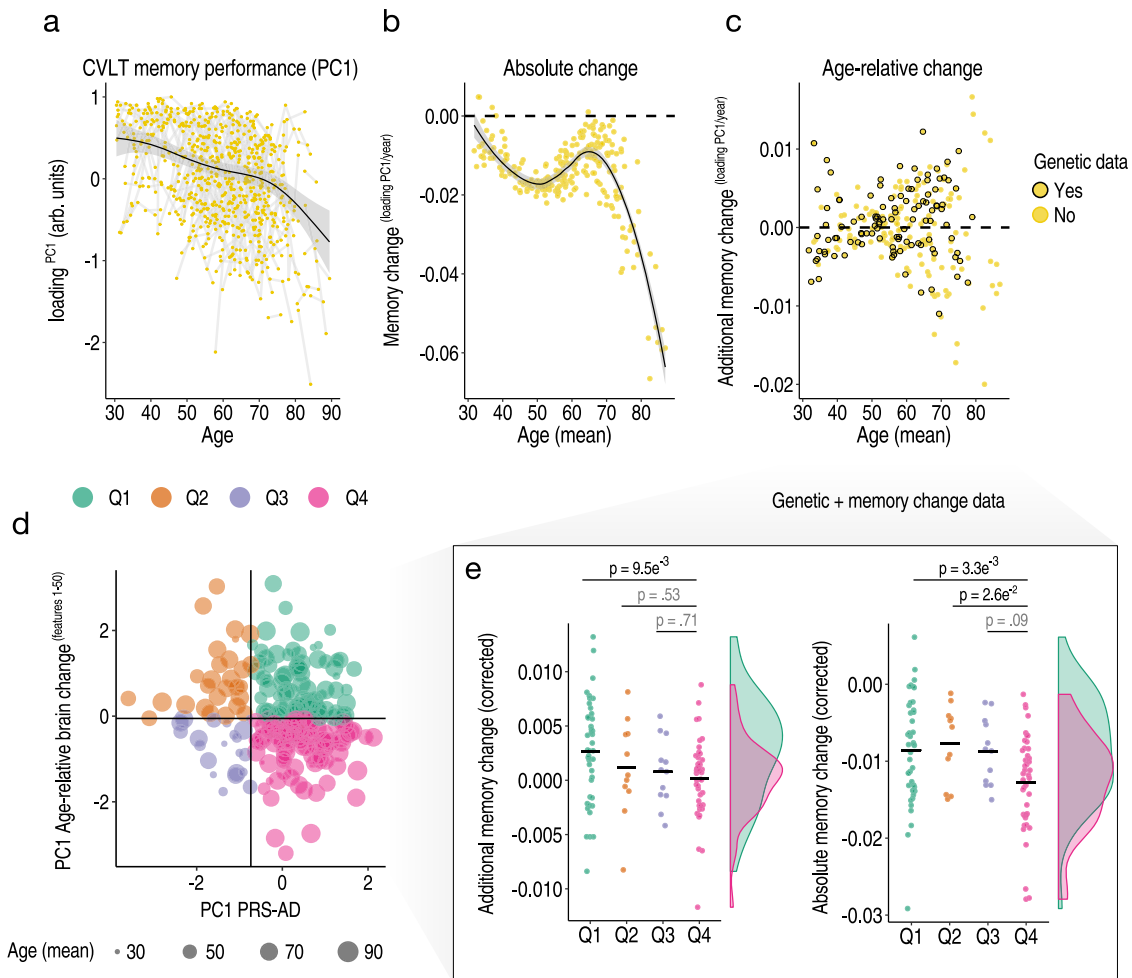 a
CVLT memory performance (PC1)
loading PC1 (arb. units)
1
0
-1
-2
30 40 50 60 70 80 90
Age
b
Absolute change
Memory change (loading PC1/year)
0.00
-0.02
-0.04
-0.06
30 40 50 60 70 80
Age (mean)
c
Age-relative change
Additional memory change (loading PC1/year)
0.01
0.00
-0.01
-0.02
30 40 50 60 70 80
Age (mean)
Genetic data
Yes
No
Q1 Q2 Q3 Q4
d
PC1 Age-relative brain change (features 1-50)
2
0
-2
-2 0 2
PC1 PRS-AD
Age (mean) 30 50 70 90
Genetic + memory change data
e
p = 9.5e-3
p = .53
p = .71
Additional memory change (corrected)
0.010
0.005
0.000
-0.005
-0.010
Q1 Q2 Q3 Q4
p = 3.3e-3
p = 2.6e-2
p = .09
Absolute memory change (corrected)
0.00
-0.01
-0.02
-0.03
Q1 Q2 Q3 Q4